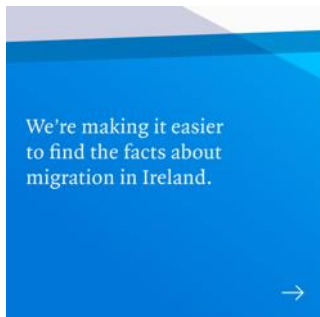 We’re making it easier
to find the facts about
migration in Ireland.